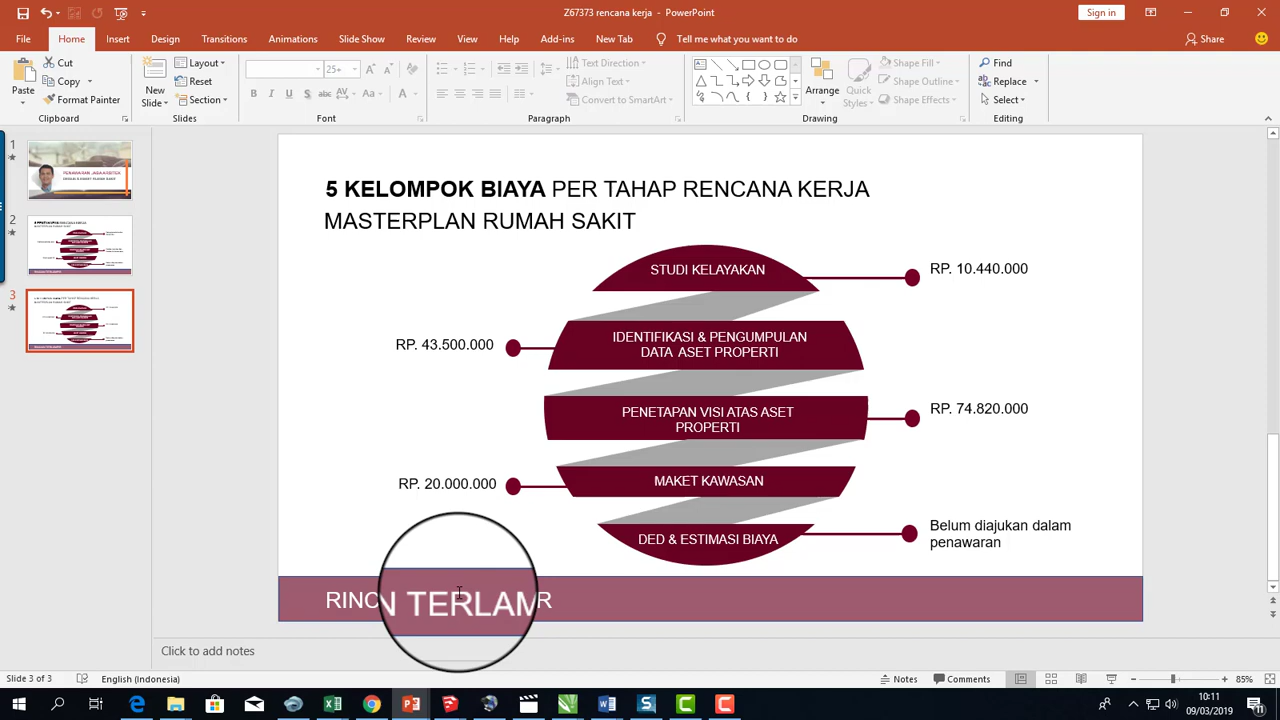 267373 rencana kerja - StudiPoint - PowerPoint
Sign in
File Home Insert Design Transitions Animations Slide Show Review View Help Add-ins New Tab Tell me what you want to do
Share
Paste
Cut
Copy
Format Painter
Clipboard
New Slide
Layout
Reset
Section
Slides
25+
Font
Text Direction
Align Text
Convert to SmartArt
Paragraph
Arrange
Quick Styles
Shape Fill
Shape Outline
Shape Effects
Drawing
Find
Replace
Select
Editing
1
2
3
5 KELOMPOK BIAYA PER TAHAP RENCANA KERJA
MASTERPLAN RUMAH SAKIT
STUDI KELAYAKAN
RP. 10.440.000
IDENTIFIKASI & PENGUMPULAN
DATA ASET PROPERTI
RP. 43.500.000
PENETAPAN VISI ATAS ASET
PROPERTI
RP. 74.820.000
MAKET KAWASAN
RP. 20.000.000
DED & ESTIMASI BIAYA
Belum diajukan dalam
penawaran
Click to add notes
Slide 3 of 3
English (Indonesia)
Notes
Comments
85%
10:11
09/03/2019